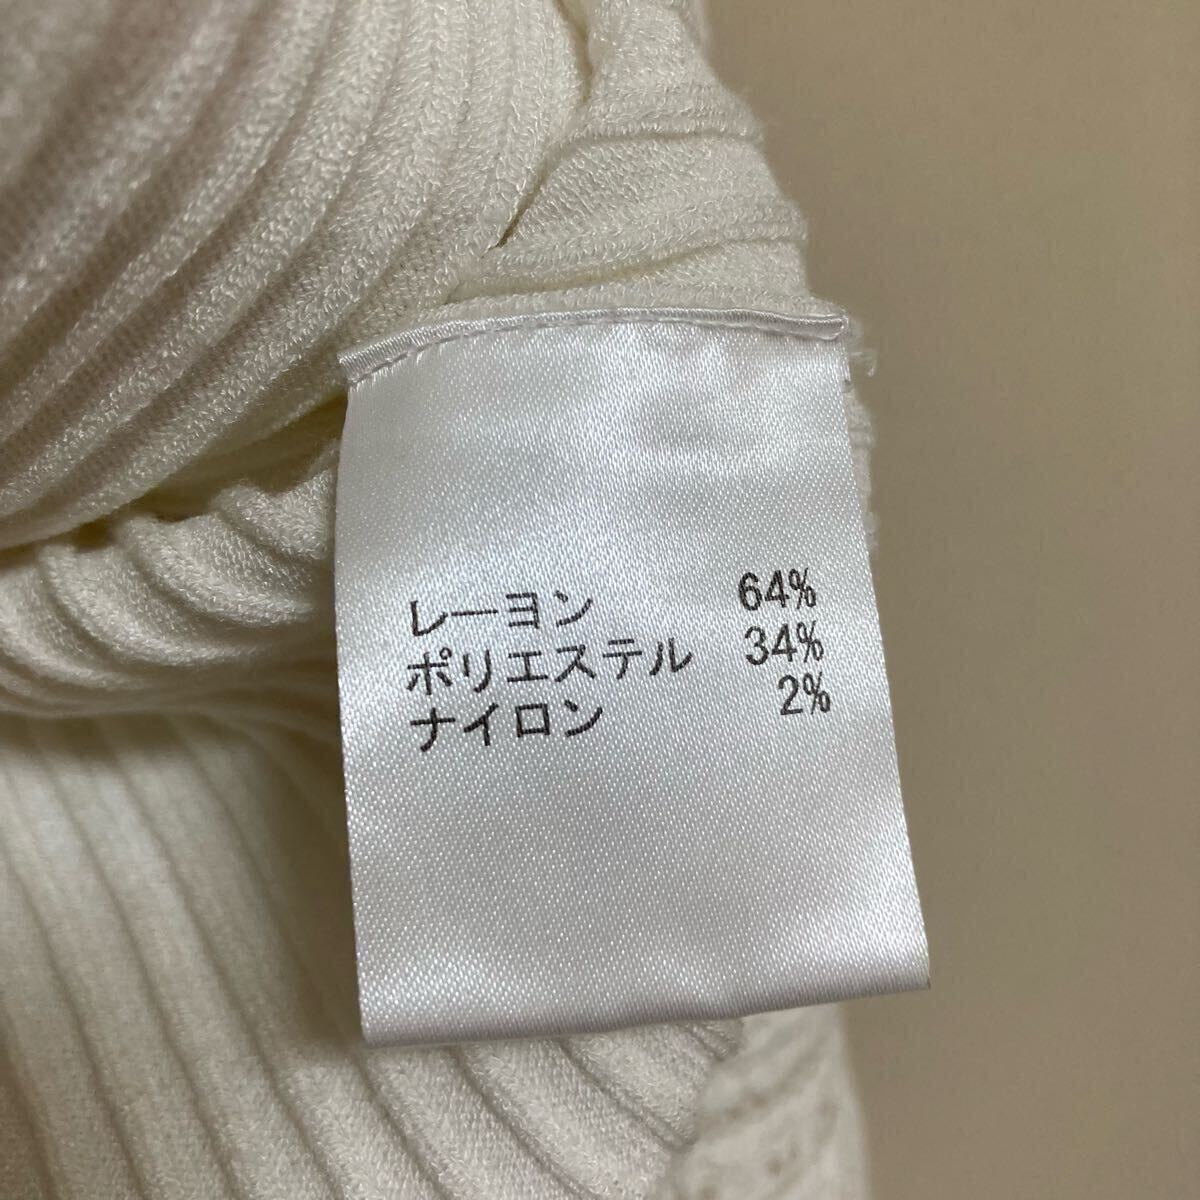 レーヨン 64%
ポリエステル 34%
ナイロン 2%